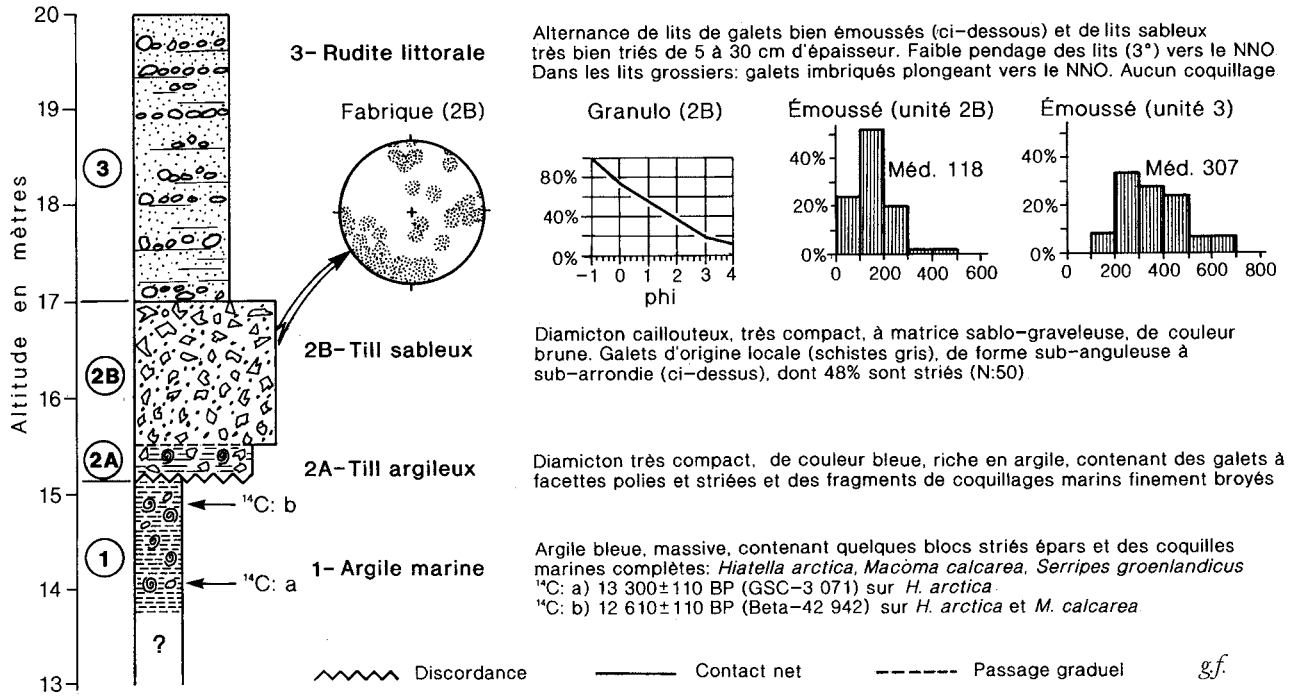 Altitude en mètres
20
19
18
17
16
15
14
13
3
2B
2A
1
?
3- Rudite littorale
Alternance de lits de galets bien émoussés (ci-dessous) et de lits sableux
très bien triés de 5 à 30 cm d'épaisseur. Faible pendage des lits (3°) vers le NNO
Dans les lits grossiers: galets imbriqués plongeant vers le NNO. Aucun coquillage
Fabrique (2B)
Granulo (2B)
80%
40%
0%
-1 0 1 2 3 4
phi
Émoussé (unité 2B)
Méd. 118
40%
20%
0%
0 200 400 600
Émoussé (unité 3)
Méd. 307
40%
20%
0%
0 200 400 600 800
2B-Till sableux
Diamicton caillouteux, très compact, à matrice sablo-graveleuse, de couleur
brune. Galets d'origine locale (schistes gris), de forme sub-anguleuse à
sub-arrondie (ci-dessus), dont 48% sont striés (N:50)
2A-Till argileux
Diamicton très compact, de couleur bleue, riche en argile, contenant des galets à
facettes polies et striées et des fragments de coquillages marins finement broyés
¹⁴C: b
¹⁴C: a
1- Argile marine
Argile bleue, massive, contenant quelques blocs striés épars et des coquilles
marines complètes: Hiatella arctica, Macoma calcarea, Serripes groenlandicus
¹⁴C: a) 13 300±110 BP (GSC-3 071) sur H. arctica
¹⁴C: b) 12 610±110 BP (Beta-42 942) sur H. arctica et M. calcarea
Discordance
Contact net
Passage graduel
g.f.